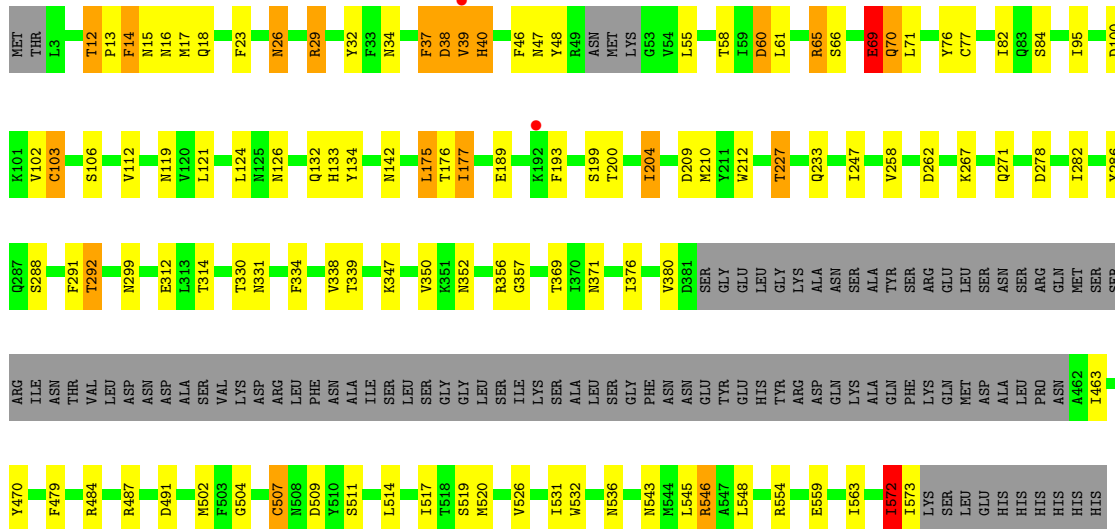 MET THR L3 T12 P13 F14 N15 N16 M17 Q18 F23 N26 R29 Y32 F33 N34 F37 D38 V39 H40 F46 N47 Y48 R49 ASN MET LYS G53 V54 L55 T58 I59 D60 L61 R65 S66 E69 Q70 L71 Y76 C77 I82 Q83 S84 I95 D100
K101 V102 C103 S106 V112 N119 V120 L121 L124 N125 N126 Q132 H133 Y134 N142 L175 T176 I177 E189 K192 F193 S199 T200 I204 D209 M210 Y211 W212 T227 Q233 I247 V258 D262 K267 Q271 D278 I282 Y286
Q287 S288 F291 T292 N299 E312 L313 T314 T330 N331 F334 V338 T339 K347 V350 K351 N352 R356 G357 T369 I370 N371 I376 V380 D381 SER GLY GLU LEU GLY LYS ALA ASN SER ALA TYR SER ARG GLU LEU SER ASN SER ARG GLN MET SER SER
ARG ILE ASN THR VAL LEU ASP ASN ASP ALA SER VAL LYS ASP ARG LEU PHE ASN ALA ILE SER LEU SER GLY GLY LEU SER ILE LYS SER ALA LEU SER GLY PHE ASN ASN GLU TYR GLU HIS TYR ARG ASP GLN LYS ALA GLN PHE LYS GLN MET ASP ALA LEU PRO ASN A462 I463
Y470 F479 R484 R487 D491 M502 F503 G504 C507 N508 D509 Y510 S511 L514 I517 T518 S519 M520 V526 I531 W532 N536 N543 M544 L545 R546 A547 L548 R554 E559 I563 I572 I573 LYS SER LEU GLU HIS HIS HIS HIS HIS HIS